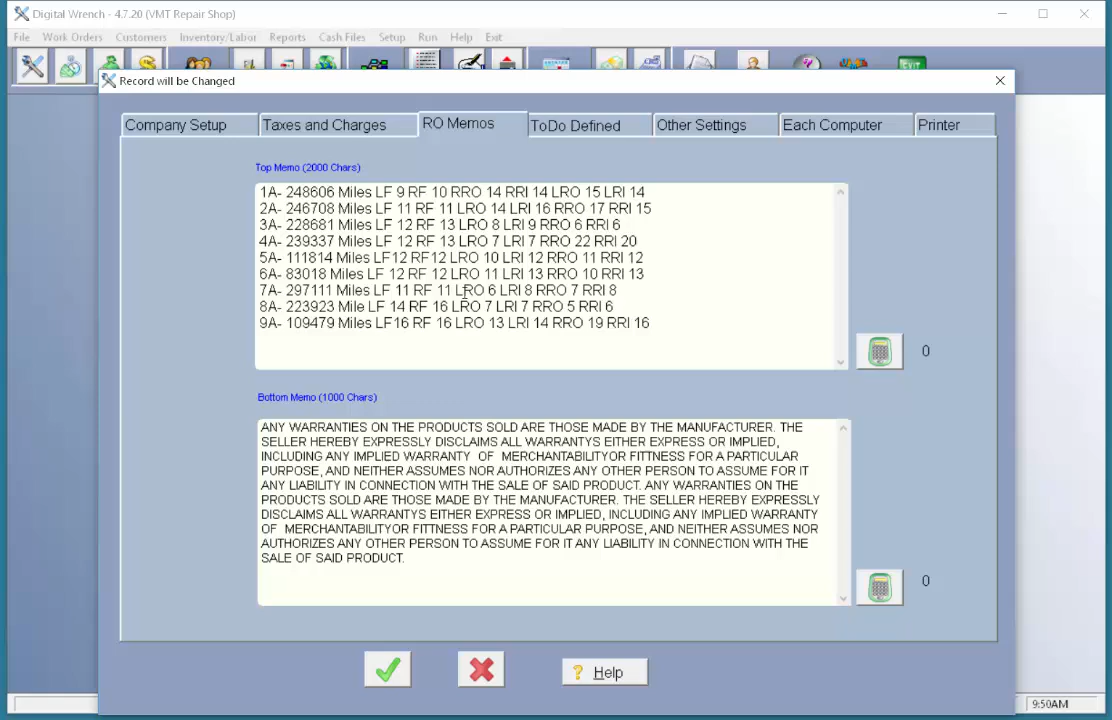 Digital Wrench - 4.7.20 (VMT Repair Shop)
File Work Orders Customers Inventory/Labor Reports Cash Files Setup Run Help Exit
EXIT
Record will be Changed
Company Setup Taxes and Charges RO Memos ToDo Defined Other Settings Each Computer Printer
Top Memo (2000 Chars)
1A- 248606 Miles LF 9 RF 10 RRO 14 RRI 14 LRO 15 LRI 14
2A- 246708 Miles LF 11 RF 11 LRO 14 LRI 16 RRO 17 RRI 15
3A- 228681 Miles LF 12 RF 13 LRO 8 LRI 9 RRO 6 RRI 6
4A- 239337 Miles LF 12 RF 13 LRO 7 LRI 7 RRO 22 RRI 20
5A- 111814 Miles LF12 RF12 LRO 10 LRI 12 RRO 11 RRI 12
6A- 83018 Miles LF 12 RF 12 LRO 11 LRI 13 RRO 10 RRI 13
7A- 297111 Miles LF 11 RF 11 LRO 6 LRI 8 RRO 7 RRI 8
8A- 223923 Mile LF 14 RF 16 LRO 7 LRI 7 RRO 5 RRI 6
9A- 109479 Miles LF16 RF 16 LRO 13 LRI 14 RRO 19 RRI 16
0
Bottom Memo (1000 Chars)
ANY WARRANTIES ON THE PRODUCTS SOLD ARE THOSE MADE BY THE MANUFACTURER. THE
SELLER HEREBY EXPRESSLY DISCLAIMS ALL WARRANTYS EITHER EXPRESS OR IMPLIED,
INCLUDING ANY IMPLIED WARRANTY OF MERCHANTABILITYOR FITTNESS FOR A PARTICULAR
PURPOSE, AND NEITHER ASSUMES NOR AUTHORIZES ANY OTHER PERSON TO ASSUME FOR IT
ANY LIABILITY IN CONNECTION WITH THE SALE OF SAID PRODUCT. ANY WARRANTIES ON THE
PRODUCTS SOLD ARE THOSE MADE BY THE MANUFACTURER. THE SELLER HEREBY EXPRESSLY
DISCLAIMS ALL WARRANTYS EITHER EXPRESS OR IMPLIED, INCLUDING ANY IMPLIED WARRANTY
OF MERCHANTABILITYOR FITTNESS FOR A PARTICULAR PURPOSE, AND NEITHER ASSUMES NOR
AUTHORIZES ANY OTHER PERSON TO ASSUME FOR IT ANY LIABILITY IN CONNECTION WITH THE
SALE OF SAID PRODUCT.
0
Help
9:50AM